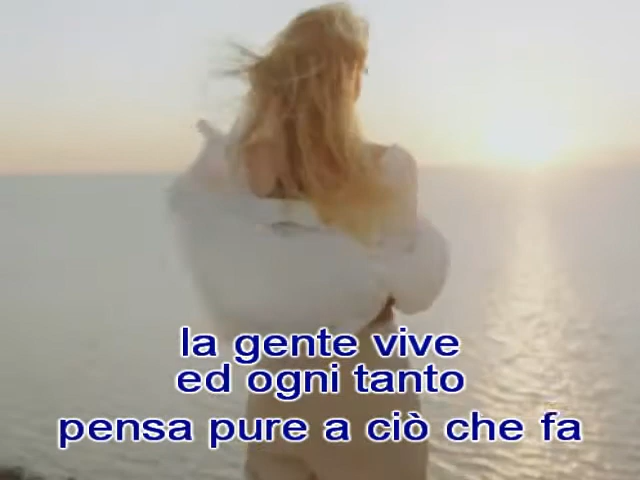 la gente vive
ed ogni tanto
pensa pure a ciò che fa